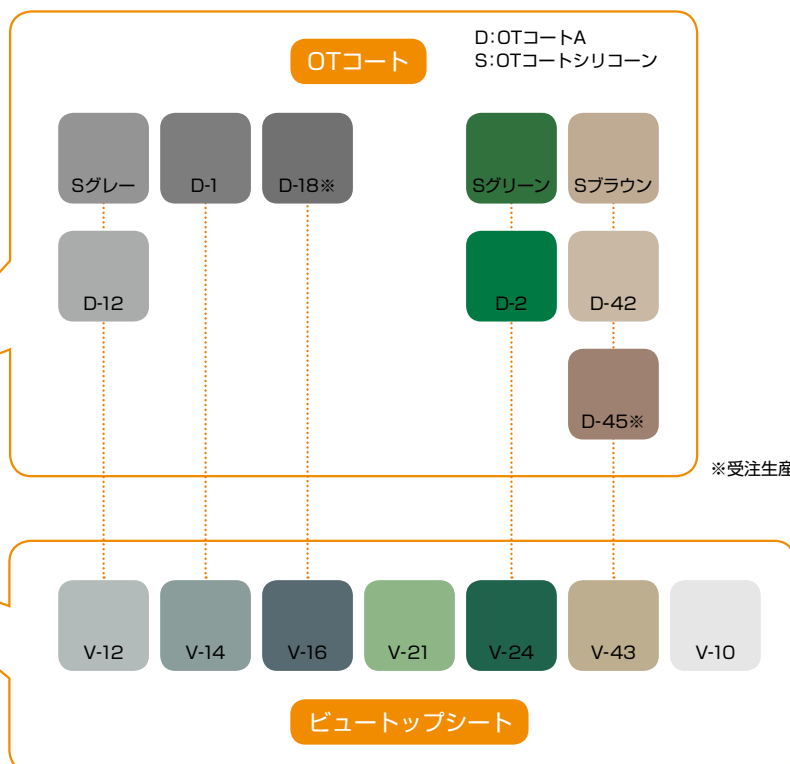 OTコート
D:OTコートA
S:OTコートシリコーン
Sグレー
D-1
D-18※
Sグリーン
Sブラウン
D-12
D-2
D-42
D-45※
※受注生産
V-12
V-14
V-16
V-21
V-24
V-43
V-10
ビュートップシート